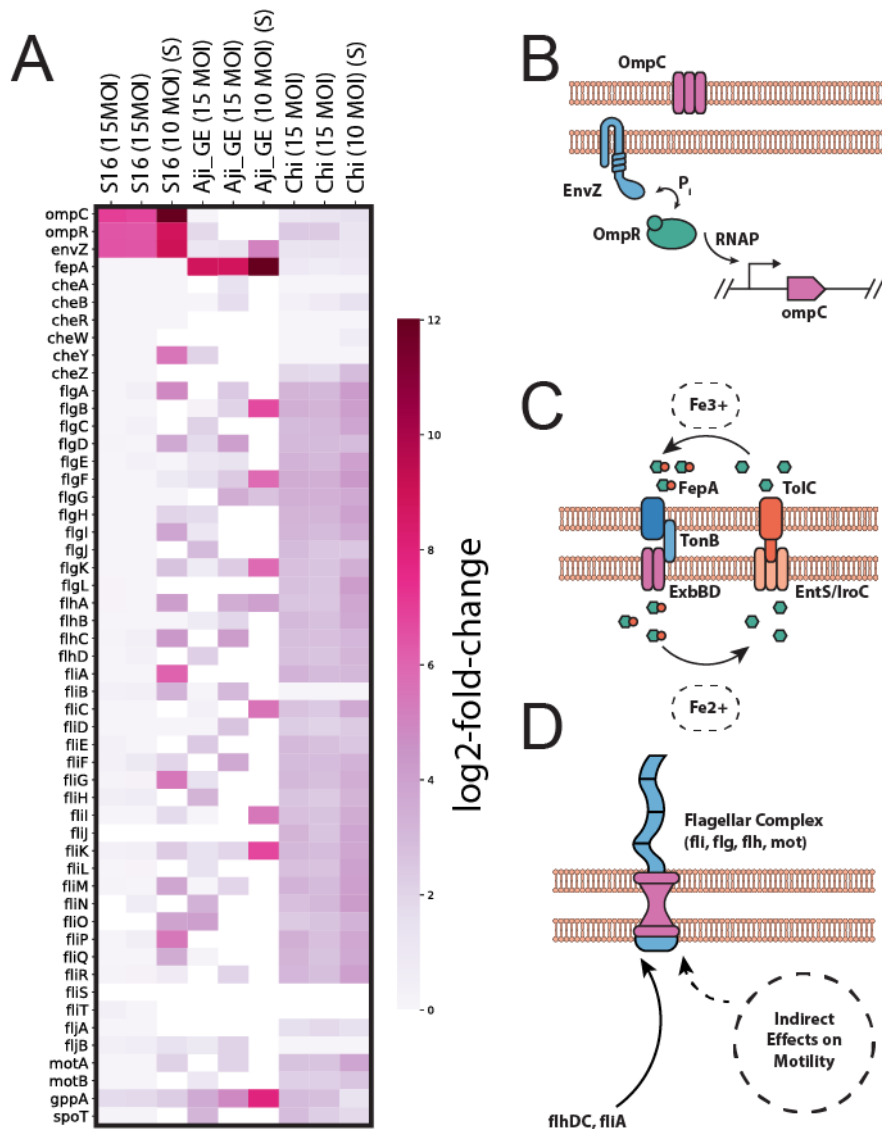 A
S16 (15MOI)
S16 (15MOI)
S16 (10 MOI) (S)
Aji_GE (15 MOI)
Aji_GE (15 MOI)
Aji_GE (10 MOI) (S)
Chi (15 MOI)
Chi (15 MOI)
Chi (10 MOI) (S)
ompC
ompR
envZ
fepA
cheA
cheB
cheR
cheW
cheY
cheZ
flgA
flgB
flgC
flgD
flgE
flgF
flgG
flgH
flgI
flgJ
flgK
flgL
flhA
flhB
flhC
flhD
fliA
fliB
fliC
fliD
fliE
fliF
fliG
fliH
fliI
fliJ
fliK
fliL
fliM
fliN
fliO
fliP
fliQ
fliR
fliS
fliT
fljA
fljB
motA
motB
gppA
spoT
12
10
8
6
4
2
0
log2-fold-change
B
OmpC
EnvZ
Pi
OmpR
RNAP
ompC
C
Fe3+
FepA
TolC
TonB
ExbBD
EntS/IroC
Fe2+
D
Flagellar Complex
(fli, flg, flh, mot)
Indirect
Effects on
Motility
flhDC, fliA